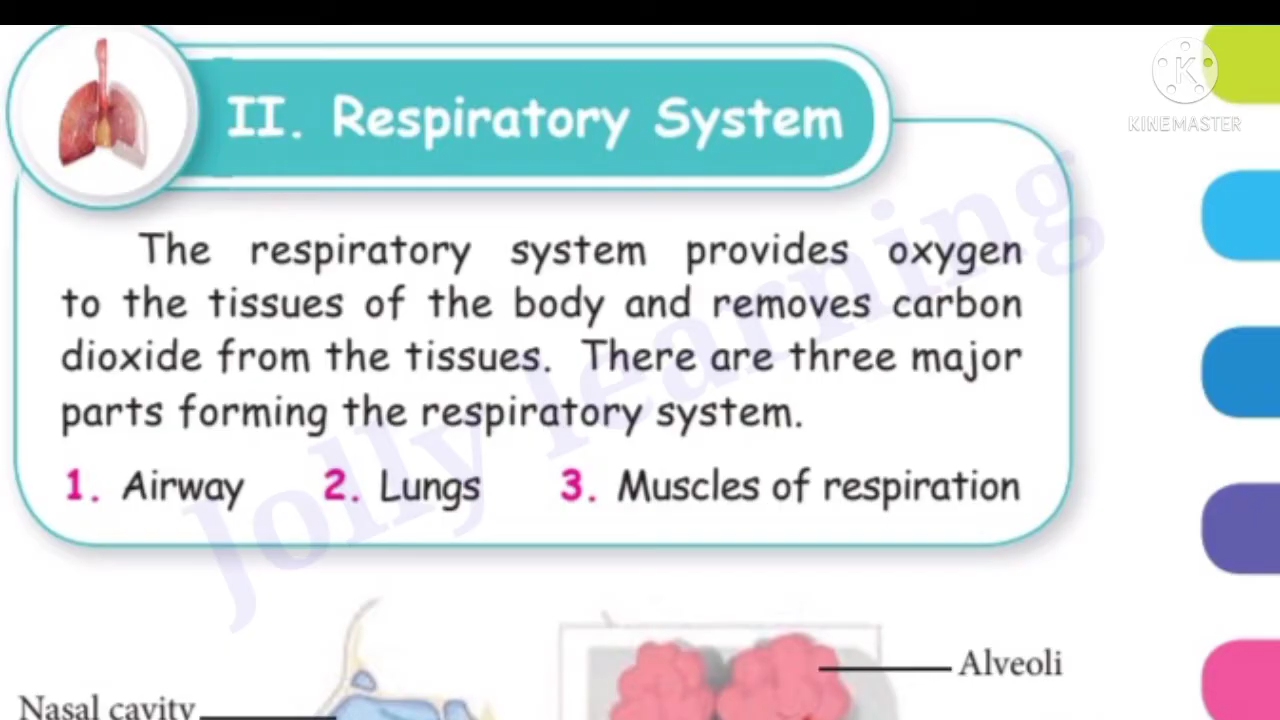 II. Respiratory System
K
KINEMASTER
The respiratory system provides oxygen
to the tissues of the body and removes carbon
dioxide from the tissues. There are three major
parts forming the respiratory system.
1. Airway 2. Lungs 3. Muscles of respiration
Jolly learning
Alveoli
Nasal cavity